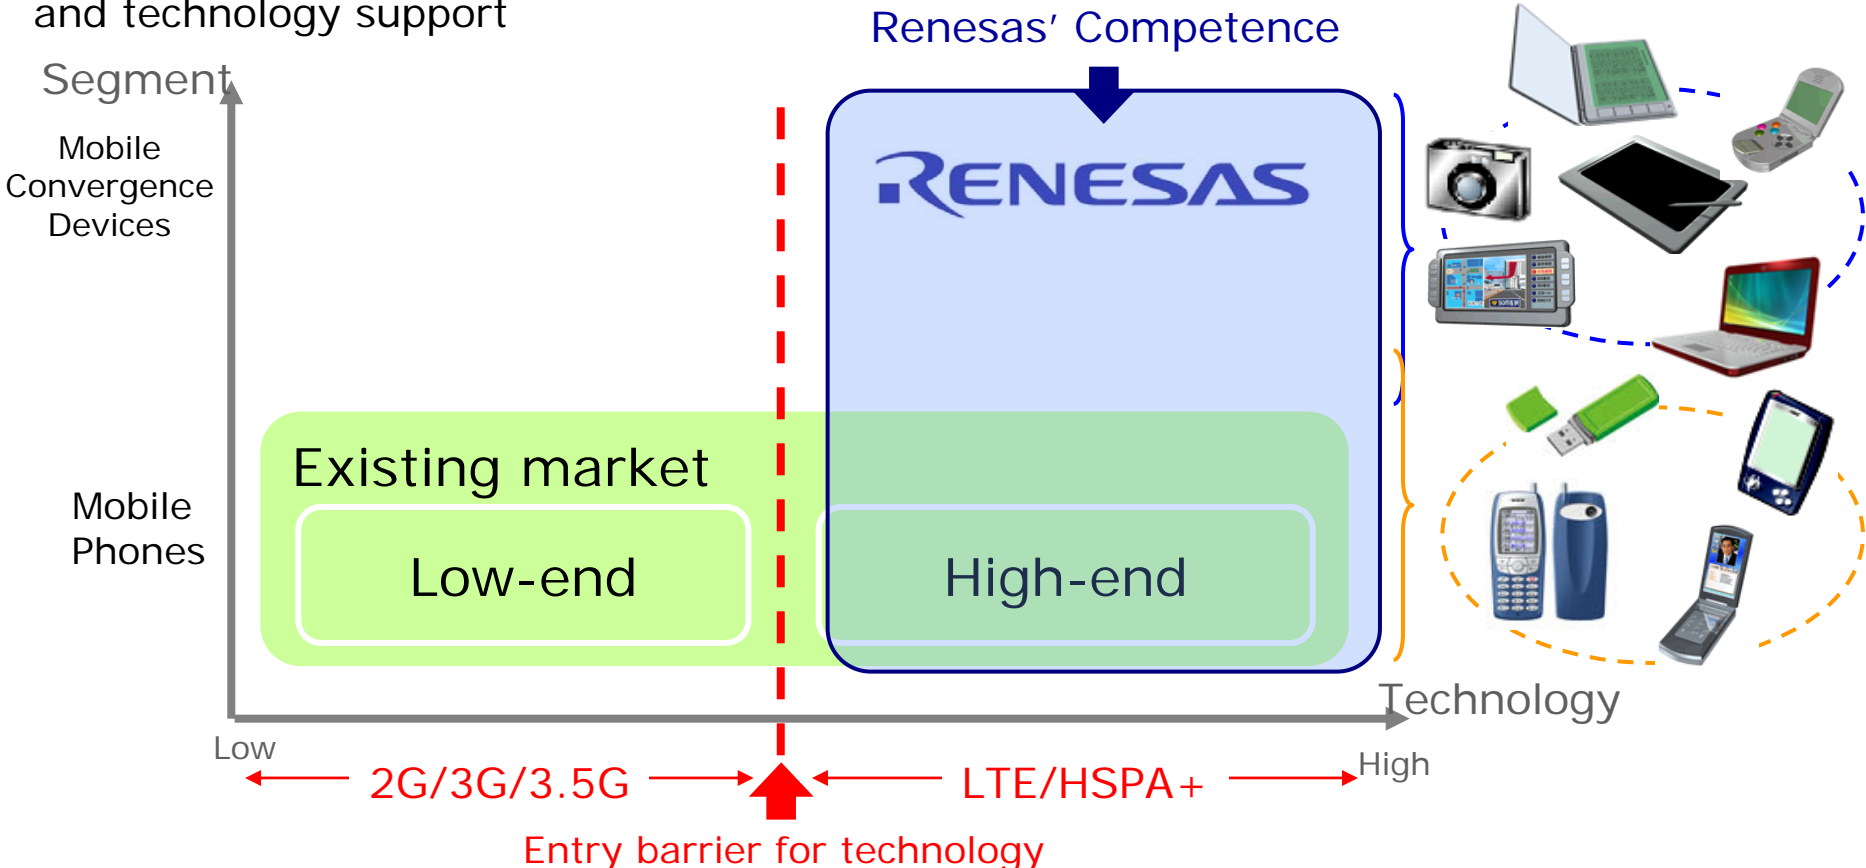 and technology support
Renesas' Competence
Segment
Mobile
Convergence
Devices
RENESAS
Existing market
Mobile
Phones
Low-end
High-end
Technology
Low
High
2G/3G/3.5G
LTE/HSPA+
Entry barrier for technology